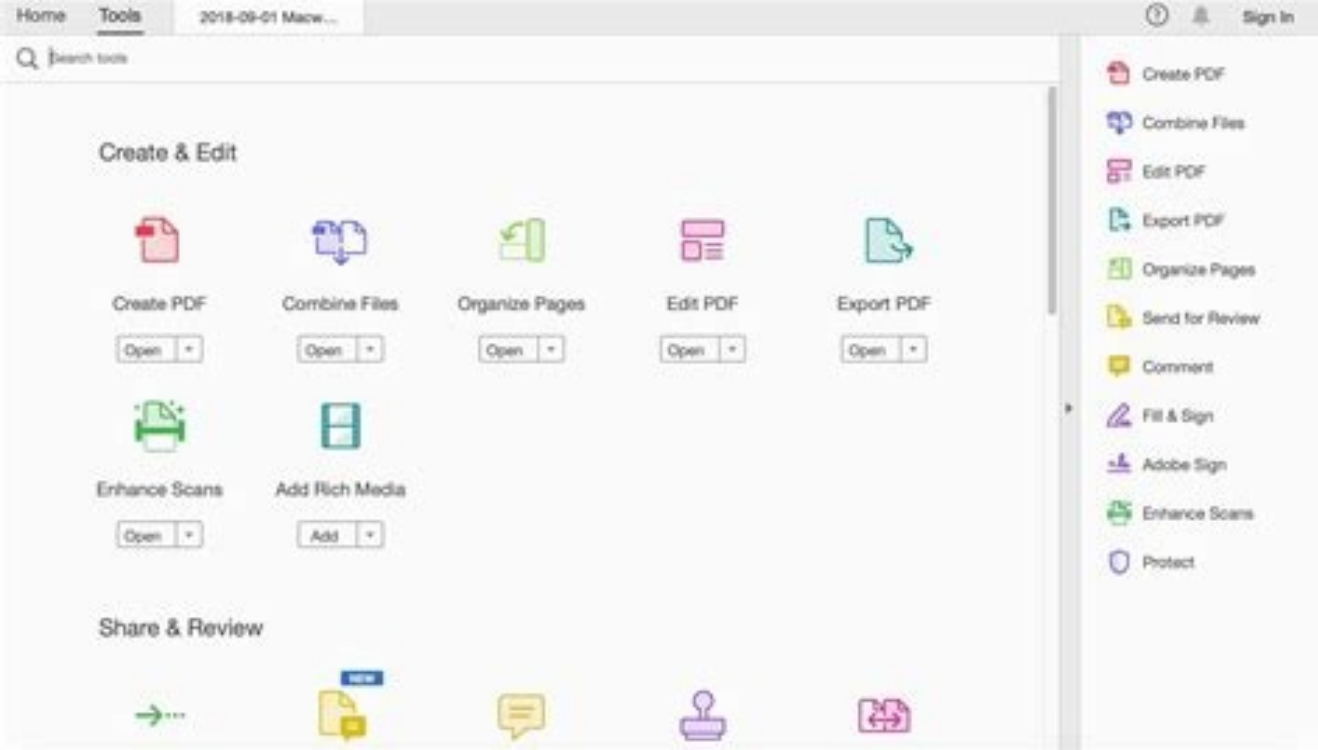 Home Tools 2018-09-01 Macw... Sign In
Search tools
Create & Edit
Create PDF Combine Files Organize Pages Edit PDF Export PDF
Open Open Open Open Open
Enhance Scans Add Rich Media
Open Add
Share & Review
NEW
Create PDF
Combine Files
Edit PDF
Export PDF
Organize Pages
Send for Review
Comment
Fill & Sign
Adobe Sign
Enhance Scans
Protect